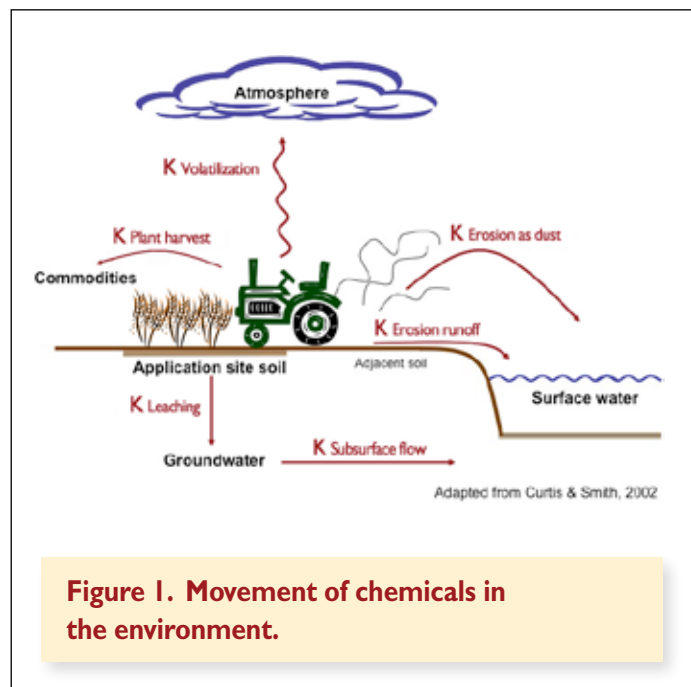 Atmosphere
K Volatilization
K Plant harvest
K Erosion as dust
Commodities
K Erosion runoff
Application site soil
Adjacent soil
K Leaching
Surface water
Groundwater
K Subsurface flow
Adapted from Curtis & Smith, 2002
Figure 1. Movement of chemicals in
the environment.